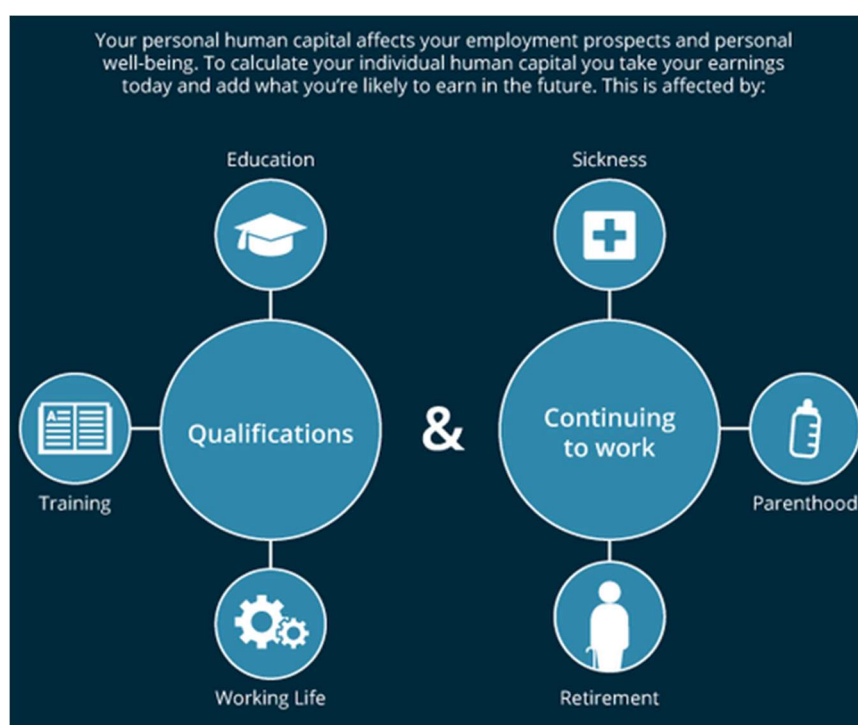 Your personal human capital affects your employment prospects and personal
well-being. To calculate your individual human capital you take your earnings
today and add what you're likely to earn in the future. This is affected by:
Education
Sickness
Qualifications
&
Continuing
to work
A
Training
Parenthood
Working Life
Retirement